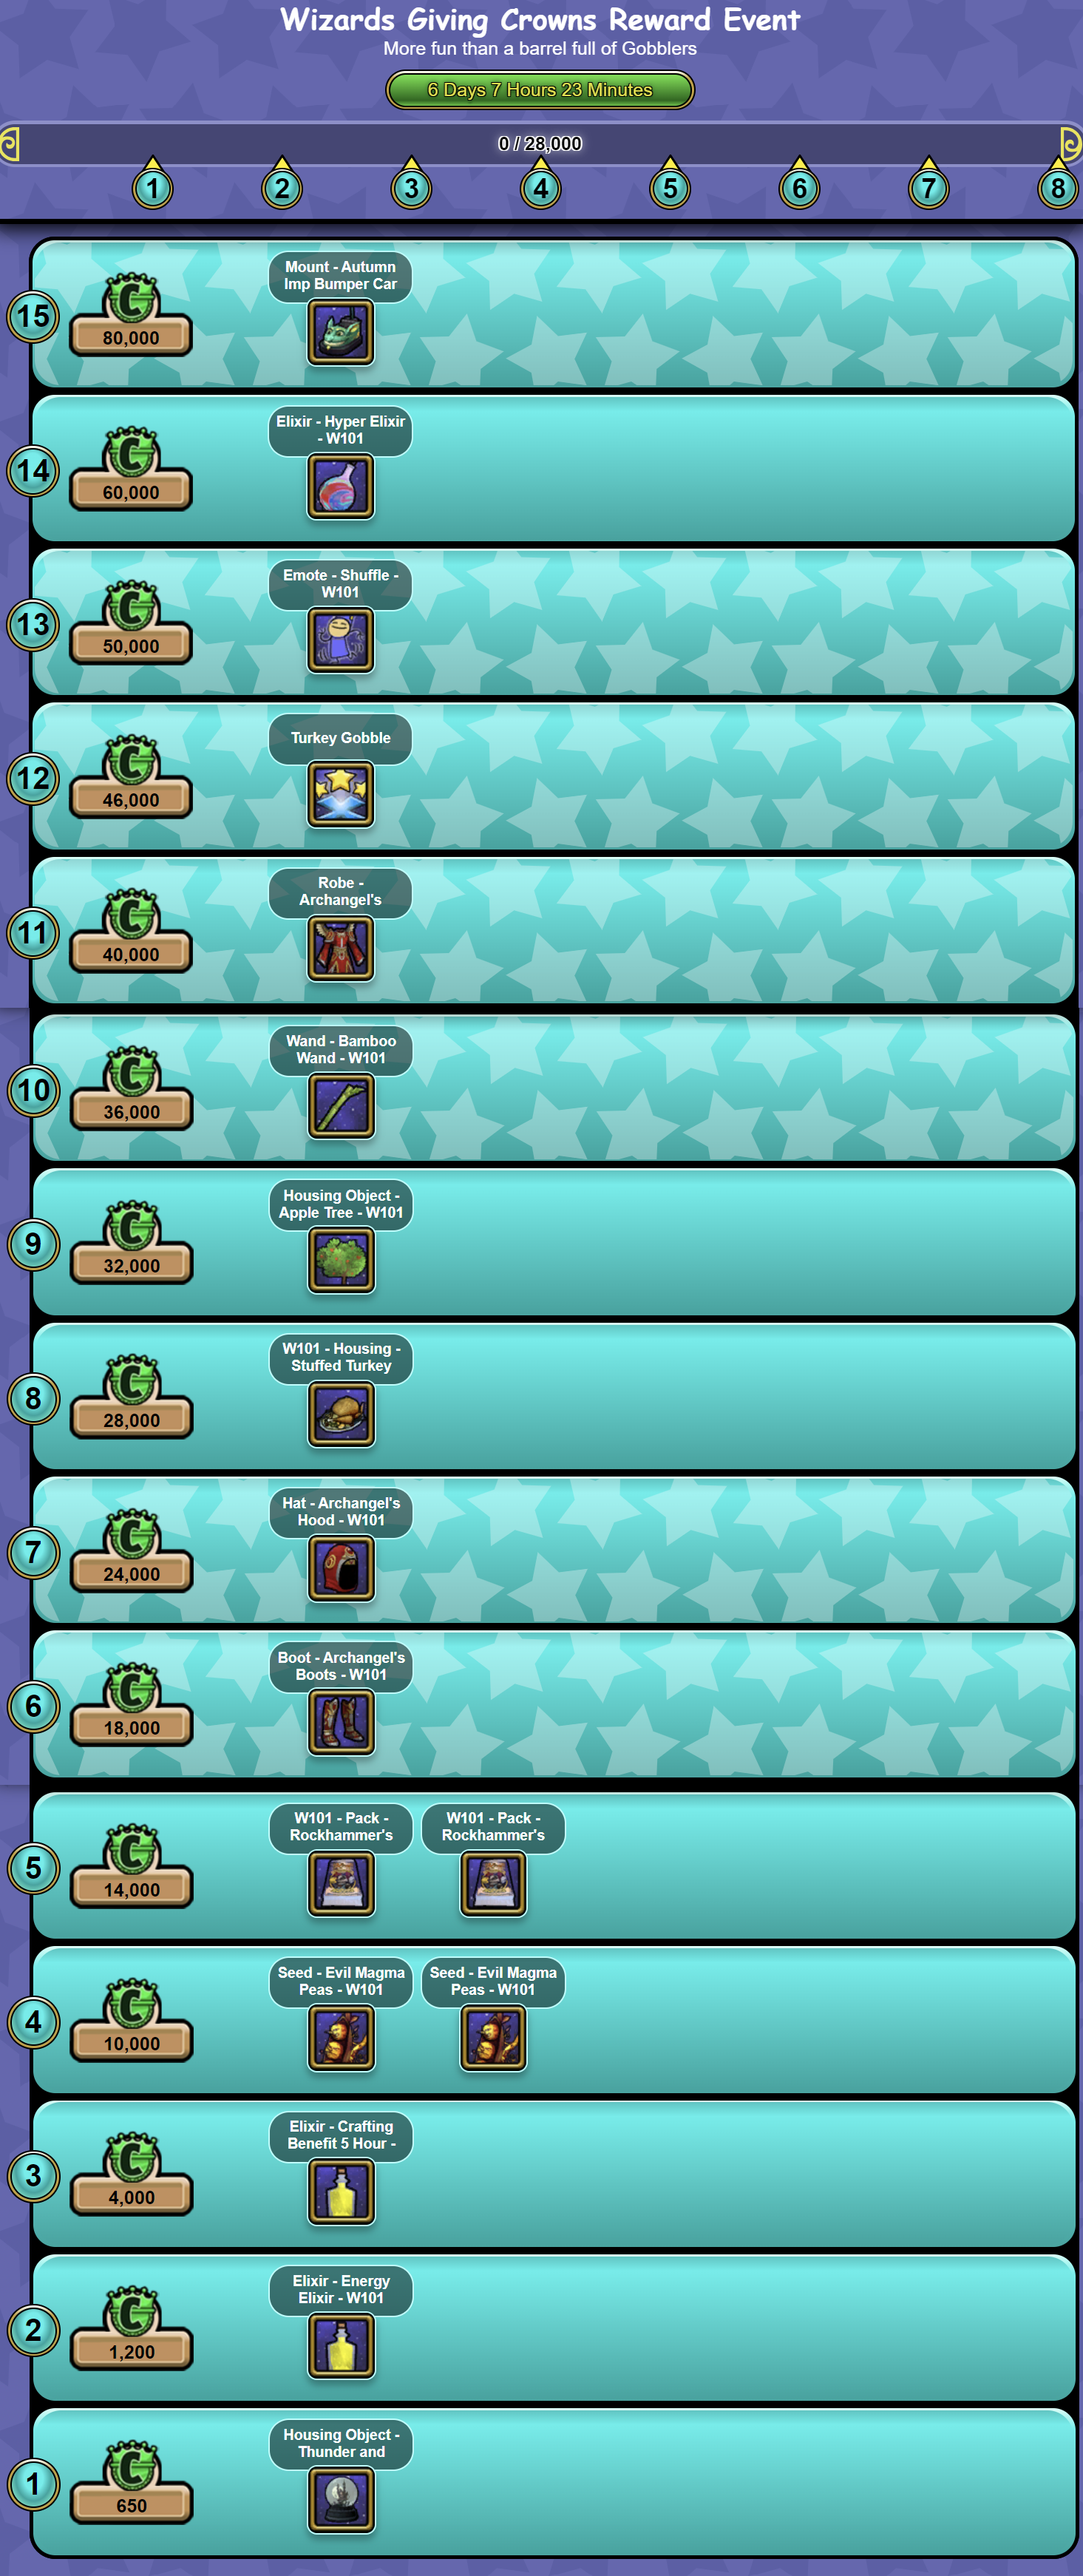 Wizards Giving Crowns Reward Event
More fun than a barrel full of Gobblers
6 Days 7 Hours 23 Minutes
0 / 28,000
1 2 3 4 5 6 7 8
Mount - Autumn
Imp Bumper Car
15
C
80,000
Elixir - Hyper Elixir
- W101
14
C
60,000
Emote - Shuffle -
W101
13
C
50,000
Turkey Gobble
12
C
46,000
Robe -
Archangel's
11
C
40,000
Wand - Bamboo
Wand - W101
10
C
36,000
Housing Object -
Apple Tree - W101
9
C
32,000
W101 - Housing -
Stuffed Turkey
8
C
28,000
Hat - Archangel's
Hood - W101
7
C
24,000
Boot - Archangel's
Boots - W101
6
C
18,000
W101 - Pack -
Rockhammer's
W101 - Pack -
Rockhammer's
5
C
14,000
Seed - Evil Magma
Peas - W101
Seed - Evil Magma
Peas - W101
4
C
10,000
Elixir - Crafting
Benefit 5 Hour -
3
C
4,000
Elixir - Energy
Elixir - W101
2
C
1,200
Housing Object -
Thunder and
1
C
650